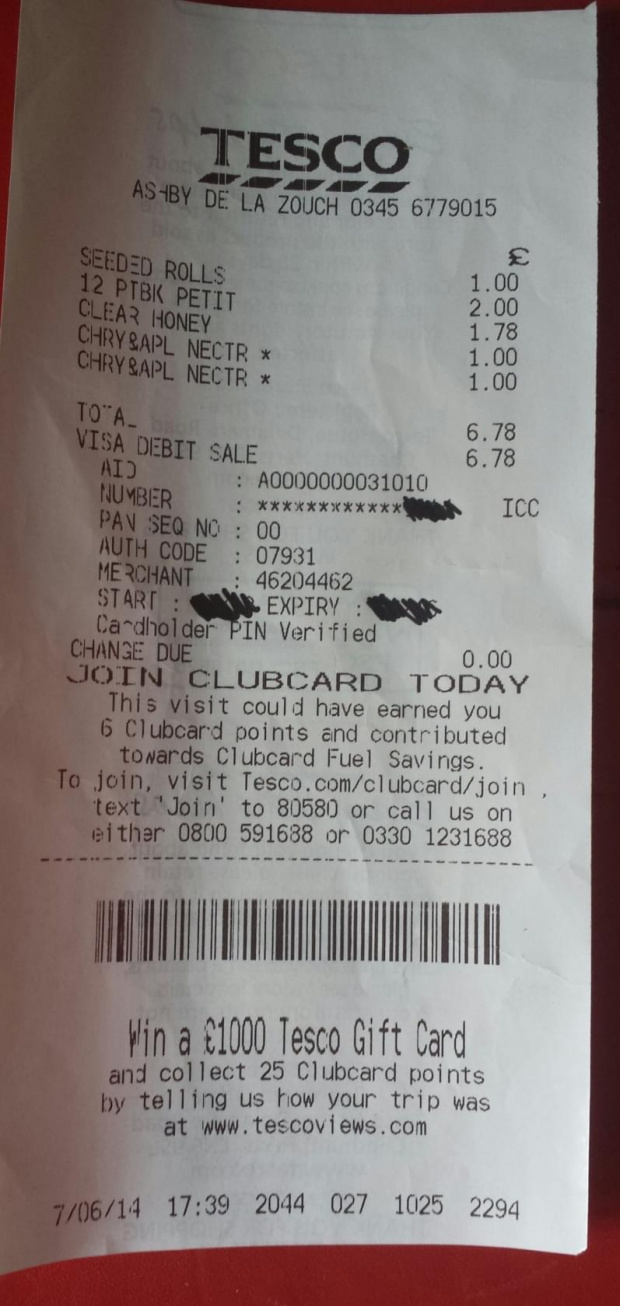 TESCO
ASHBY DE LA ZOUCH 0345 6779015
£
SEEDED ROLLS 1.00
12 PTBK PETIT 2.00
CLEAR HONEY 1.78
CHRY&APL NECTR * 1.00
CHRY&APL NECTR * 1.00
TOTAL 6.78
VISA DEBIT SALE 6.78
AID : A0000000031010
NUMBER : ************ ICC
PAN SEQ NO : 00
AUTH CODE : 07931
MERCHANT : 46204462
START : EXPIRY :
Cardholder PIN Verified
CHANGE DUE 0.00
JOIN CLUBCARD TODAY
This visit could have earned you
6 Clubcard points and contributed
towards Clubcard Fuel Savings.
To join, visit Tesco.com/clubcard/join ,
text 'Join' to 80580 or call us on
either 0800 591688 or 0330 1231688
Win a £1000 Tesco Gift Card
and collect 25 Clubcard points
by telling us how your trip was
at www.tescoviews.com
7/06/14 17:39 2044 027 1025 2294